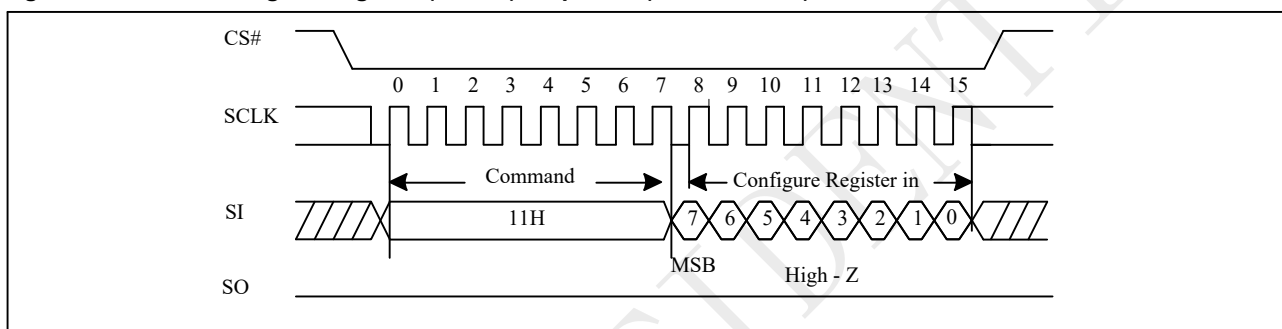 CS#
0 1 2 3 4 5 6 7 8 9 10 11 12 13 14 15
SCLK
Command Configure Register in
SI 11H 7 6 5 4 3 2 1 0
MSB High - Z
SO